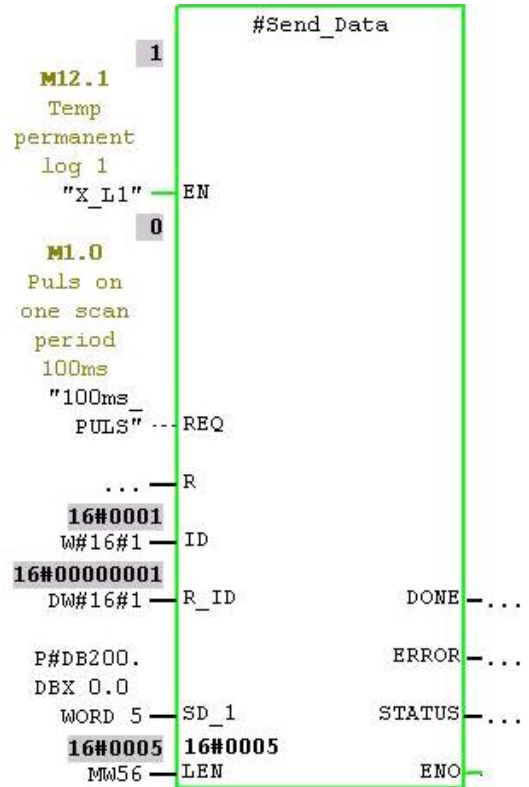 #Send_Data
1
M12.1
Temp
permanent
log 1
"X_L1" EN
0
M1.0
Puls on
one scan
period
100ms
"100ms_
PULS" REQ
... R
16#0001
W#16#1 ID
16#00000001
DW#16#1 R_ID DONE ...
P#DB200. ERROR ...
DBX 0.0
WORD 5 SD_1 STATUS ...
16#0005 16#0005
MW56 LEN ENO